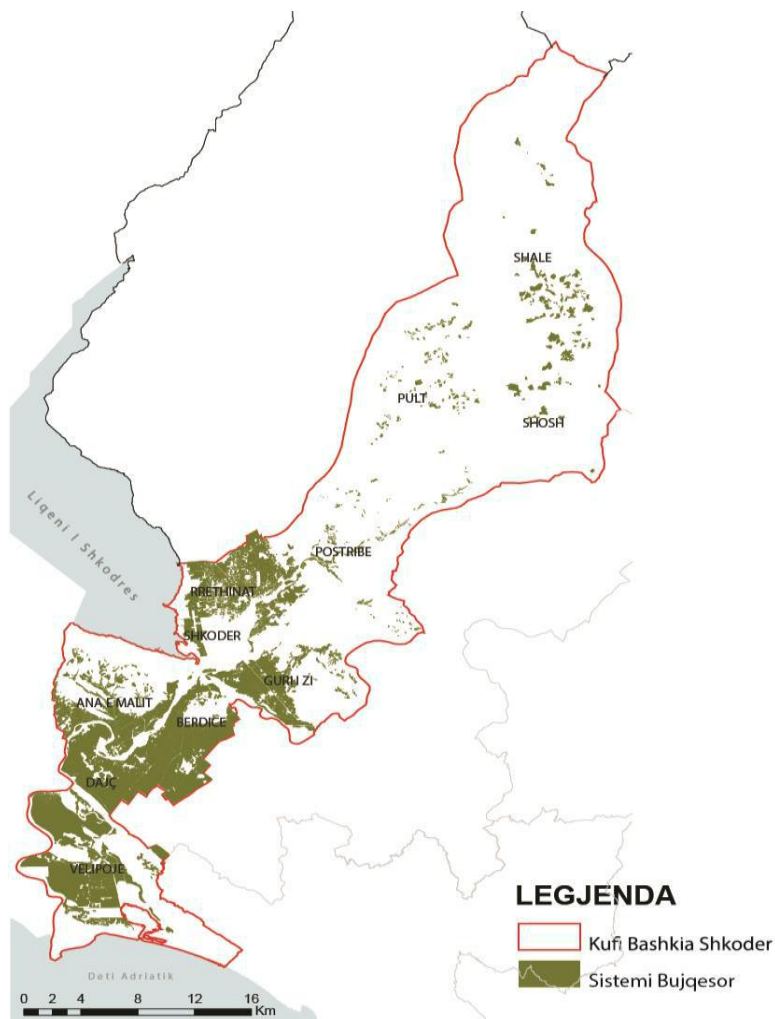 SHALE
PULT
SHOSH
Liqeni I Shkodres
POSTRIBE
RRETHINAT
SHKODER
GURI I ZI
ANA E MALIT
BERDICE
DAJÇ
VELIPOJE
LEGJENDA
Kufi Bashkia Shkoder
Sistemi Bujqesor
Deti Adriatik
0 2 4 8 12 16
Km